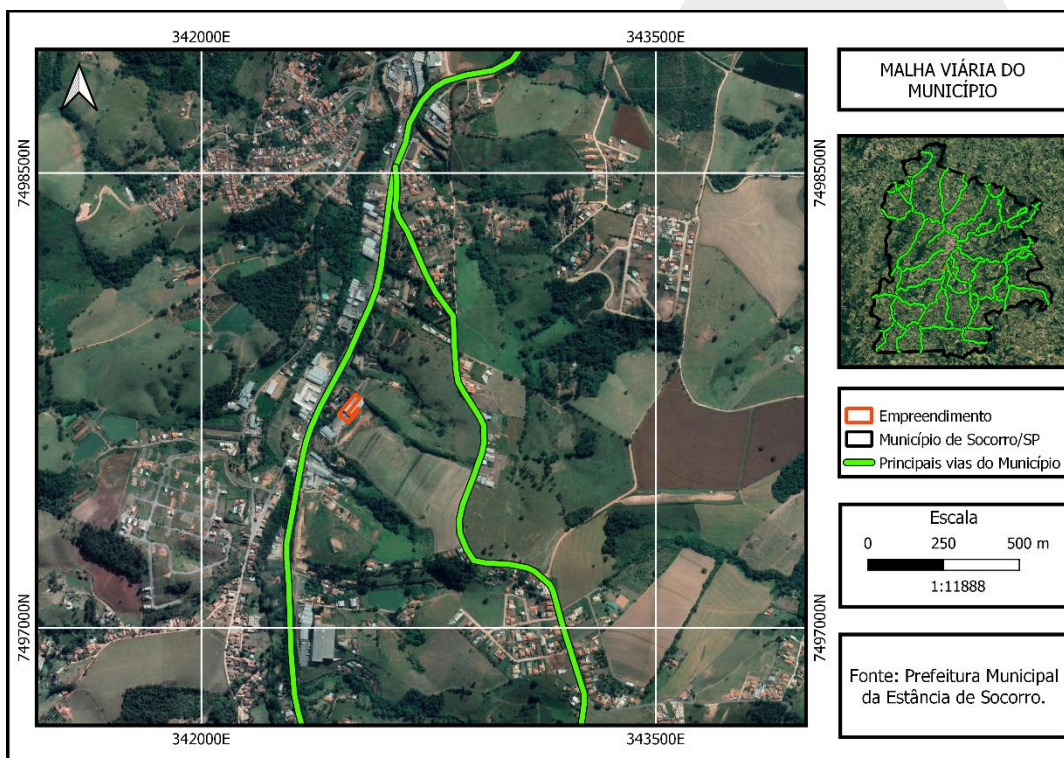 342000E
343500E
MALHA VIÁRIA DO
MUNICÍPIO
7498500N
7498500N
Empreendimento
Município de Socorro/SP
Principais vias do Município
Escala
0 250 500 m
1:11888
7497000N
7497000N
Fonte: Prefeitura Municipal
da Estância de Socorro.
342000E
343500E